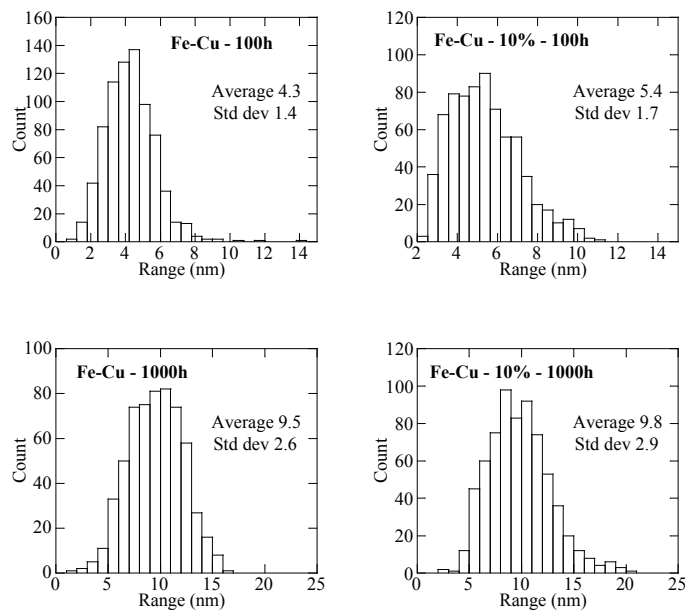 Fe-Cu - 100h
Average 4.3
Std dev 1.4
Count
160
140
120
100
80
60
40
20
0
0 2 4 6 8 10 12 14
Range (nm)
Fe-Cu - 10% - 100h
Average 5.4
Std dev 1.7
Count
120
100
80
60
40
20
0
2 4 6 8 10 12 14
Range (nm)
Fe-Cu - 1000h
Average 9.5
Std dev 2.6
Count
100
80
60
40
20
0
0 5 10 15 20 25
Range (nm)
Fe-Cu - 10% - 1000h
Average 9.8
Std dev 2.9
Count
120
100
80
60
40
20
0
0 5 10 15 20 25
Range (nm)